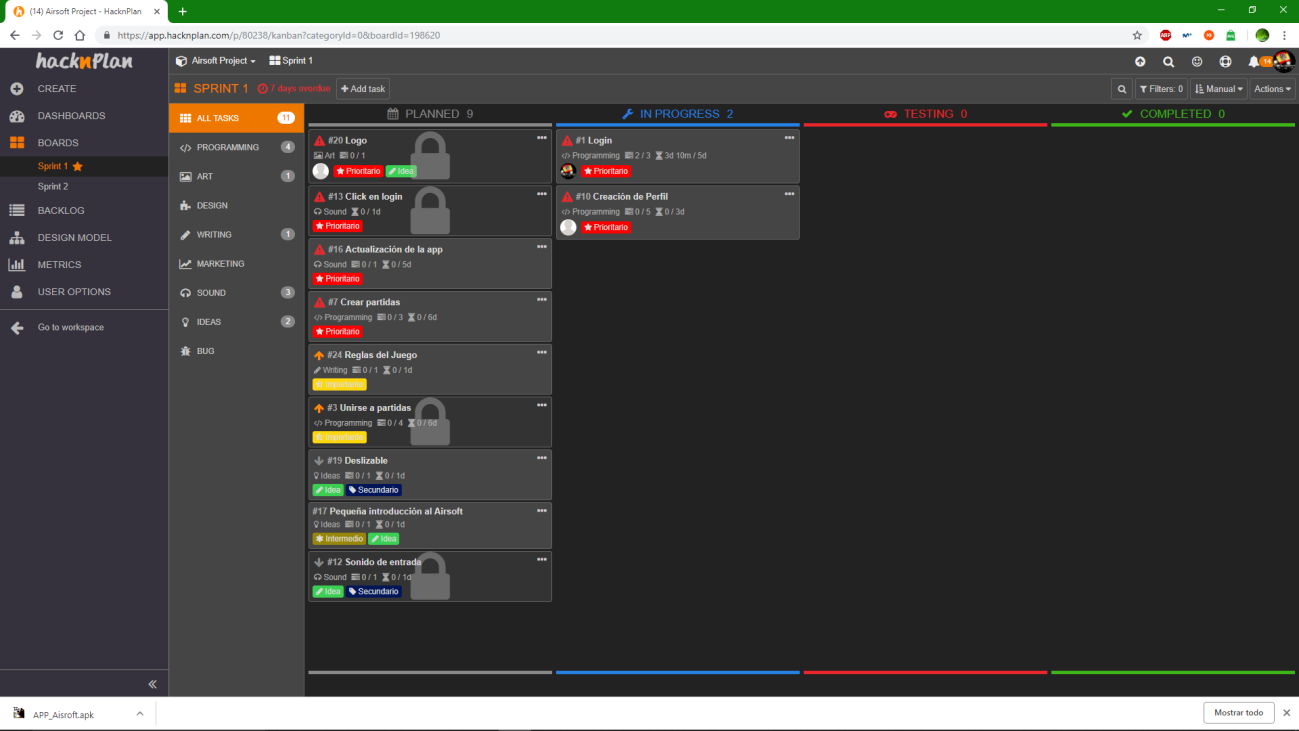 (14) Airsoft Project - HacknPlan
https://app.hacknplan.com/p/80238/kanban?categoryId=0&boardId=198620
ABP
hacknPlan
Airsoft Project
Sprint 1
14
CREATE
DASHBOARDS
BOARDS
Sprint 1
Sprint 2
BACKLOG
DESIGN MODEL
METRICS
USER OPTIONS
Go to workspace
SPRINT 1
7 days overdue
Add task
Filters: 0
Manual
Actions
ALL TASKS 11
PROGRAMMING 4
ART 1
DESIGN
WRITING 1
MARKETING
SOUND 3
IDEAS 2
BUG
PLANNED 9
#20 Logo
Art 0 / 1
Prioritario Idea
#13 Click en login
Sound 0 / 1d
Prioritario
#16 Actualización de la app
Sound 0 / 1 0 / 5d
Prioritario
#7 Crear partidas
Programming 0 / 3 0 / 6d
Prioritario
#24 Reglas del Juego
Writing 0 / 1 0 / 1d
#3 Unirse a partidas
Programming 0 / 4 0 / 6d
#19 Deslizable
Ideas 0 / 1 0 / 1d
Idea Secundario
#17 Pequeña introducción al Airsoft
Ideas 0 / 1 0 / 1d
Intermedio Idea
#12 Sonido de entrada
Sound 0 / 1 0 / 1d
Idea Secundario
IN PROGRESS 2
#1 Login
Programming 2 / 3 3d 10m / 5d
Prioritario
#10 Creación de Perfil
Programming 0 / 5 0 / 3d
Prioritario
TESTING 0
COMPLETED 0
APP_Aisroft.apk
Mostrar todo